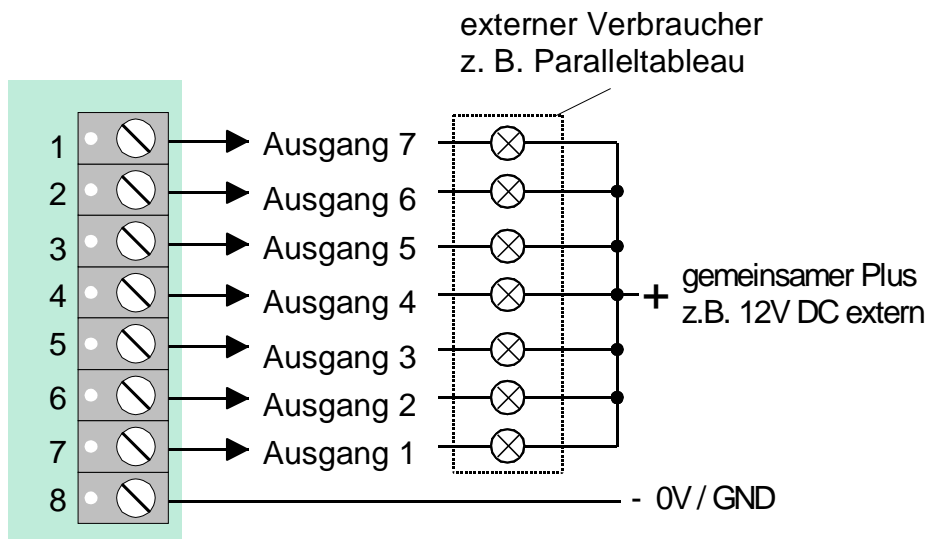 externer Verbraucher
z. B. Paralleltableau
1 Ausgang 7
2 Ausgang 6
3 Ausgang 5
4 Ausgang 4
+ gemeinsamer Plus
z.B. 12V DC extern
5 Ausgang 3
6 Ausgang 2
7 Ausgang 1
8 - 0V / GND